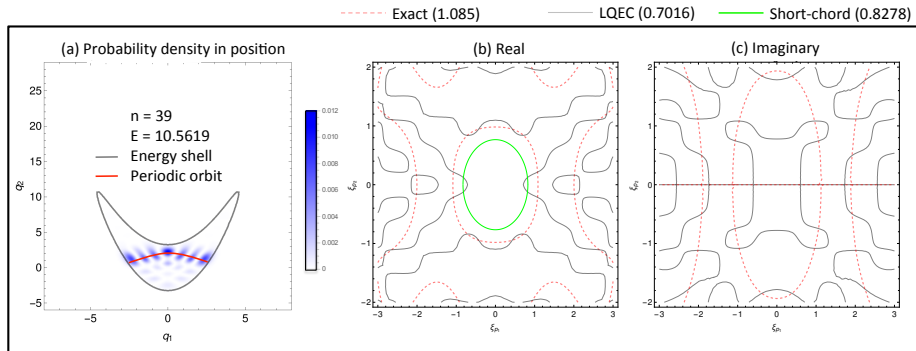 Exact (1.085) LQEC (0.7016) Short-chord (0.8278)
(a) Probability density in position (b) Real (c) Imaginary
n = 39
E = 10.5619
Energy shell
Periodic orbit
25
20
15
10
5
0
-5
q₂
-5 0 5
q₁
0.012
0.010
0.008
0.006
0.004
0.002
0
2
1
0
-1
-2
ξp₂
-3 -2 -1 0 1 2 3
ξp₁
2
1
0
-1
-2
ξp₂
-3 -2 -1 0 1 2 3
ξp₁